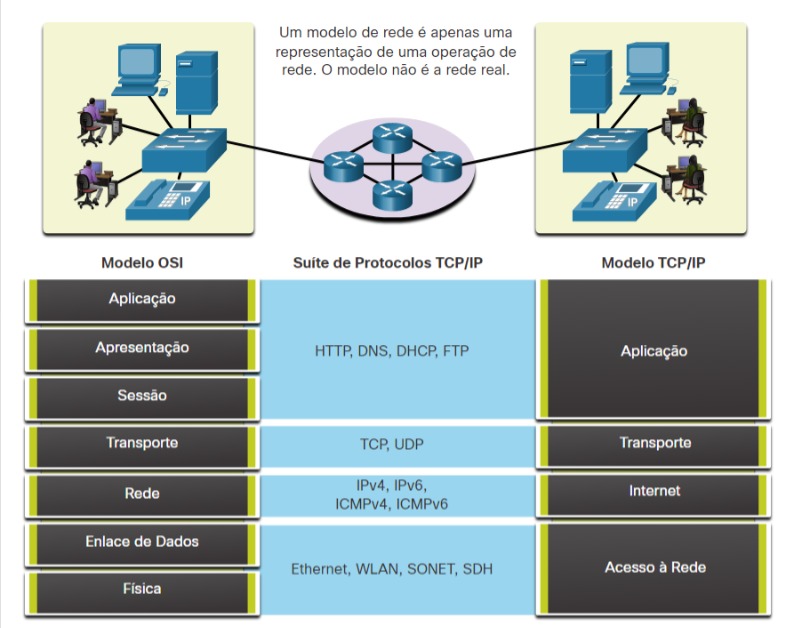 Um modelo de rede é apenas uma
representação de uma operação de
rede. O modelo não é a rede real.
IP
IP
Modelo OSI
Suíte de Protocolos TCP/IP
Modelo TCP/IP
Aplicação
Apresentação
Sessão
HTTP, DNS, DHCP, FTP
Aplicação
Transporte
TCP, UDP
Transporte
Rede
IPv4, IPv6,
ICMPv4, ICMPv6
Internet
Enlace de Dados
Física
Ethernet, WLAN, SONET, SDH
Acesso à Rede